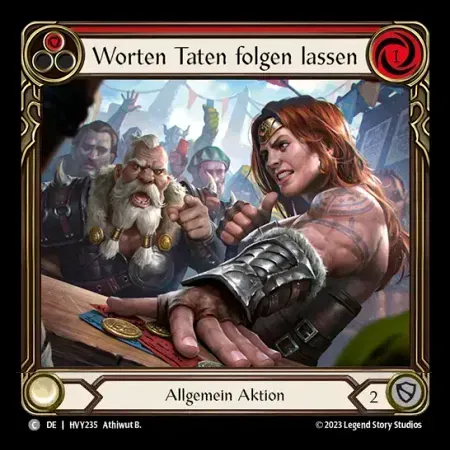 Worten Taten folgen lassen
1
Allgemein Aktion
2
C DE | HVY235 Athiwut B.
© 2023 Legend Story Studios